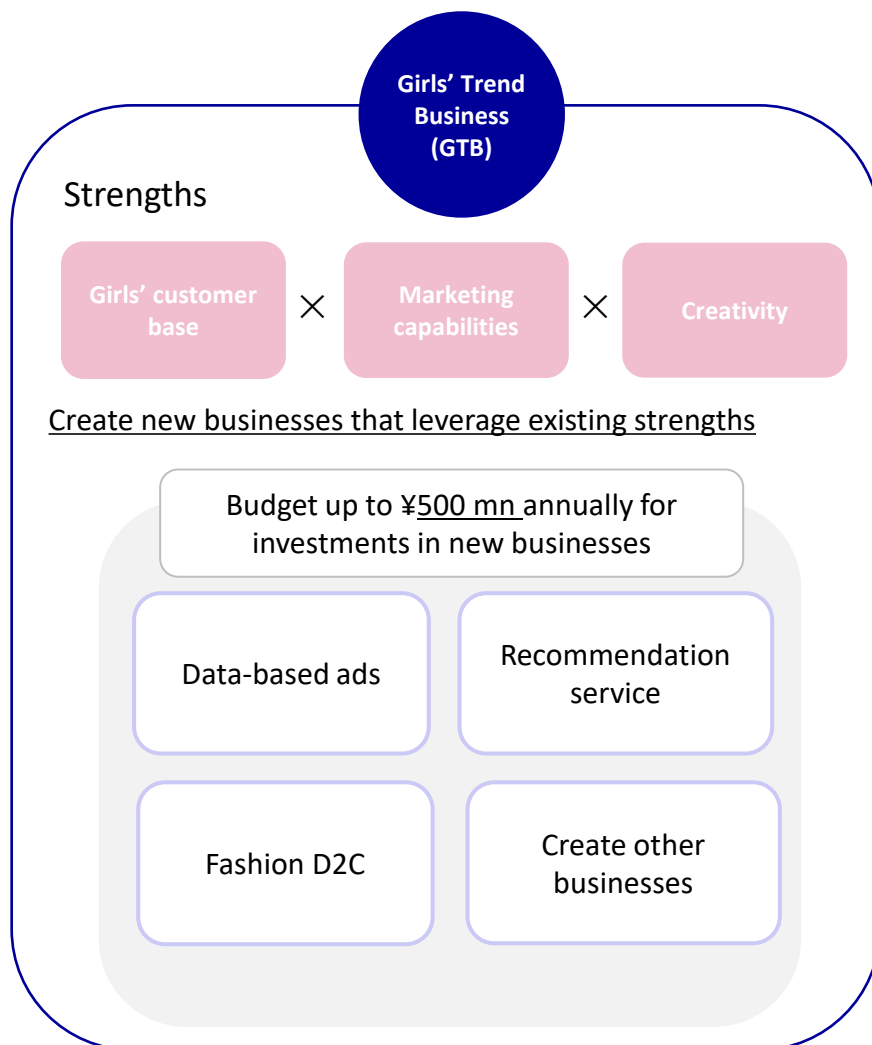 Girls' Trend
Business
(GTB)
Strengths
Girls' customer
base
×
Marketing
capabilities
×
Creativity
Create new businesses that leverage existing strengths
Budget up to ¥500 mn annually for
investments in new businesses
Data-based ads
Recommendation
service
Fashion D2C
Create other
businesses